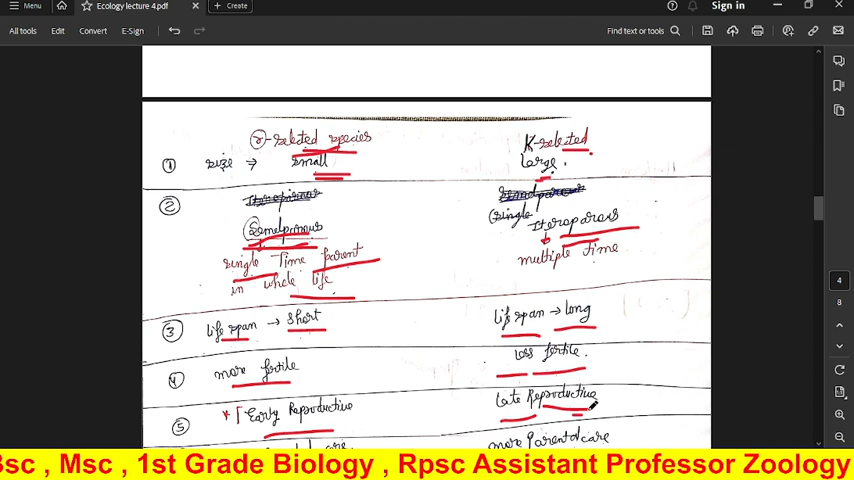 Menu
Ecology lecture 4.pdf
Create
Sign in
All tools
Edit
Convert
E-Sign
Find text or tools
r-selected species
K-selected
① size → small
large.
②
Semelparous
single Time parent
in whole life
(single
Iteroparous
multiple time
③ life span → short
life span → long
④ more fertile
less fertile.
⑤ * Early Reproductive
Late Reproductive
more Parental care
4
8
Bsc , Msc , 1st Grade Biology , Rpsc Assistant Professor Zoology